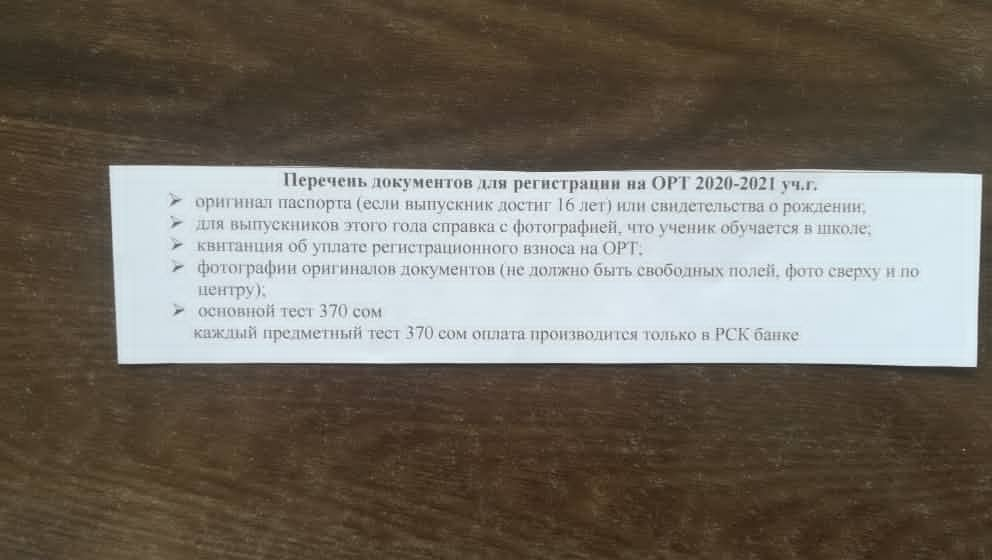 Перечень документов для регистрации на ОРТ 2020-2021 уч.г.
➢ оригинал паспорта (если выпускник достиг 16 лет) или свидетельства о рождении;
➢ для выпускников этого года справка с фотографией, что ученик обучается в школе;
➢ квитанция об уплате регистрационного взноса на ОРТ;
➢ фотографии оригиналов документов (не должно быть свободных полей, фото сверху и по
центру);
➢ основной тест 370 сом
каждый предметный тест 370 сом оплата производится только в РСК банке